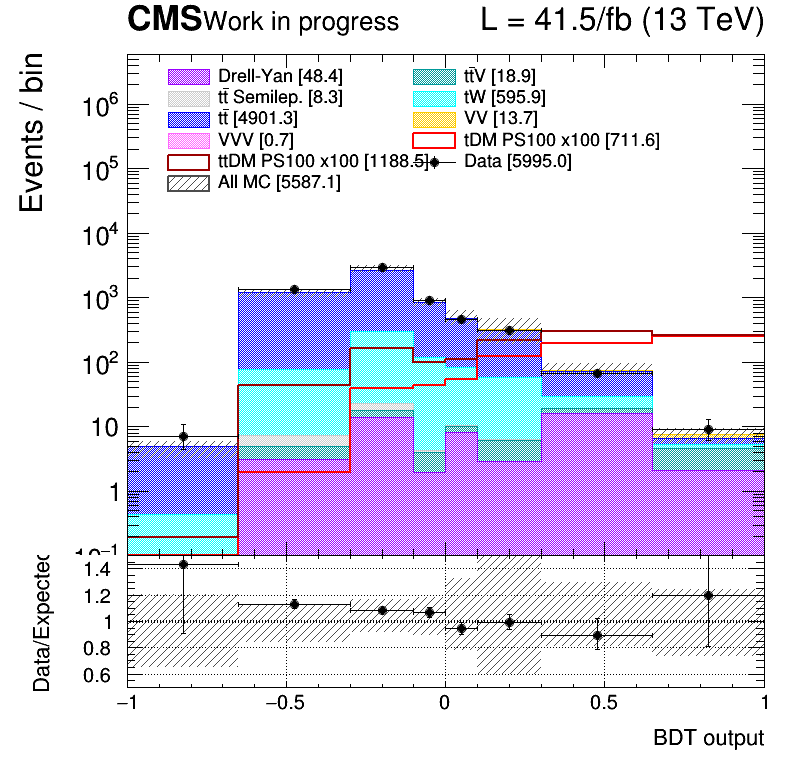 CMS Work in progress L = 41.5/fb (13 TeV)
Events / bin
Drell-Yan [48.4] tt̄V [18.9]
tt̄ Semilep. [8.3] tW [595.9]
tt̄ [4901.3] VV [13.7]
VVV [0.7] tDM PS100 x100 [711.6]
ttDM PS100 x100 [1188.5] Data [5995.0]
All MC [5587.1]
10⁶
10⁵
10⁴
10³
10²
10
1
10⁻¹
Data/Expected
1.4
1.2
1
0.8
0.6
−1 −0.5 0 0.5 1
BDT output